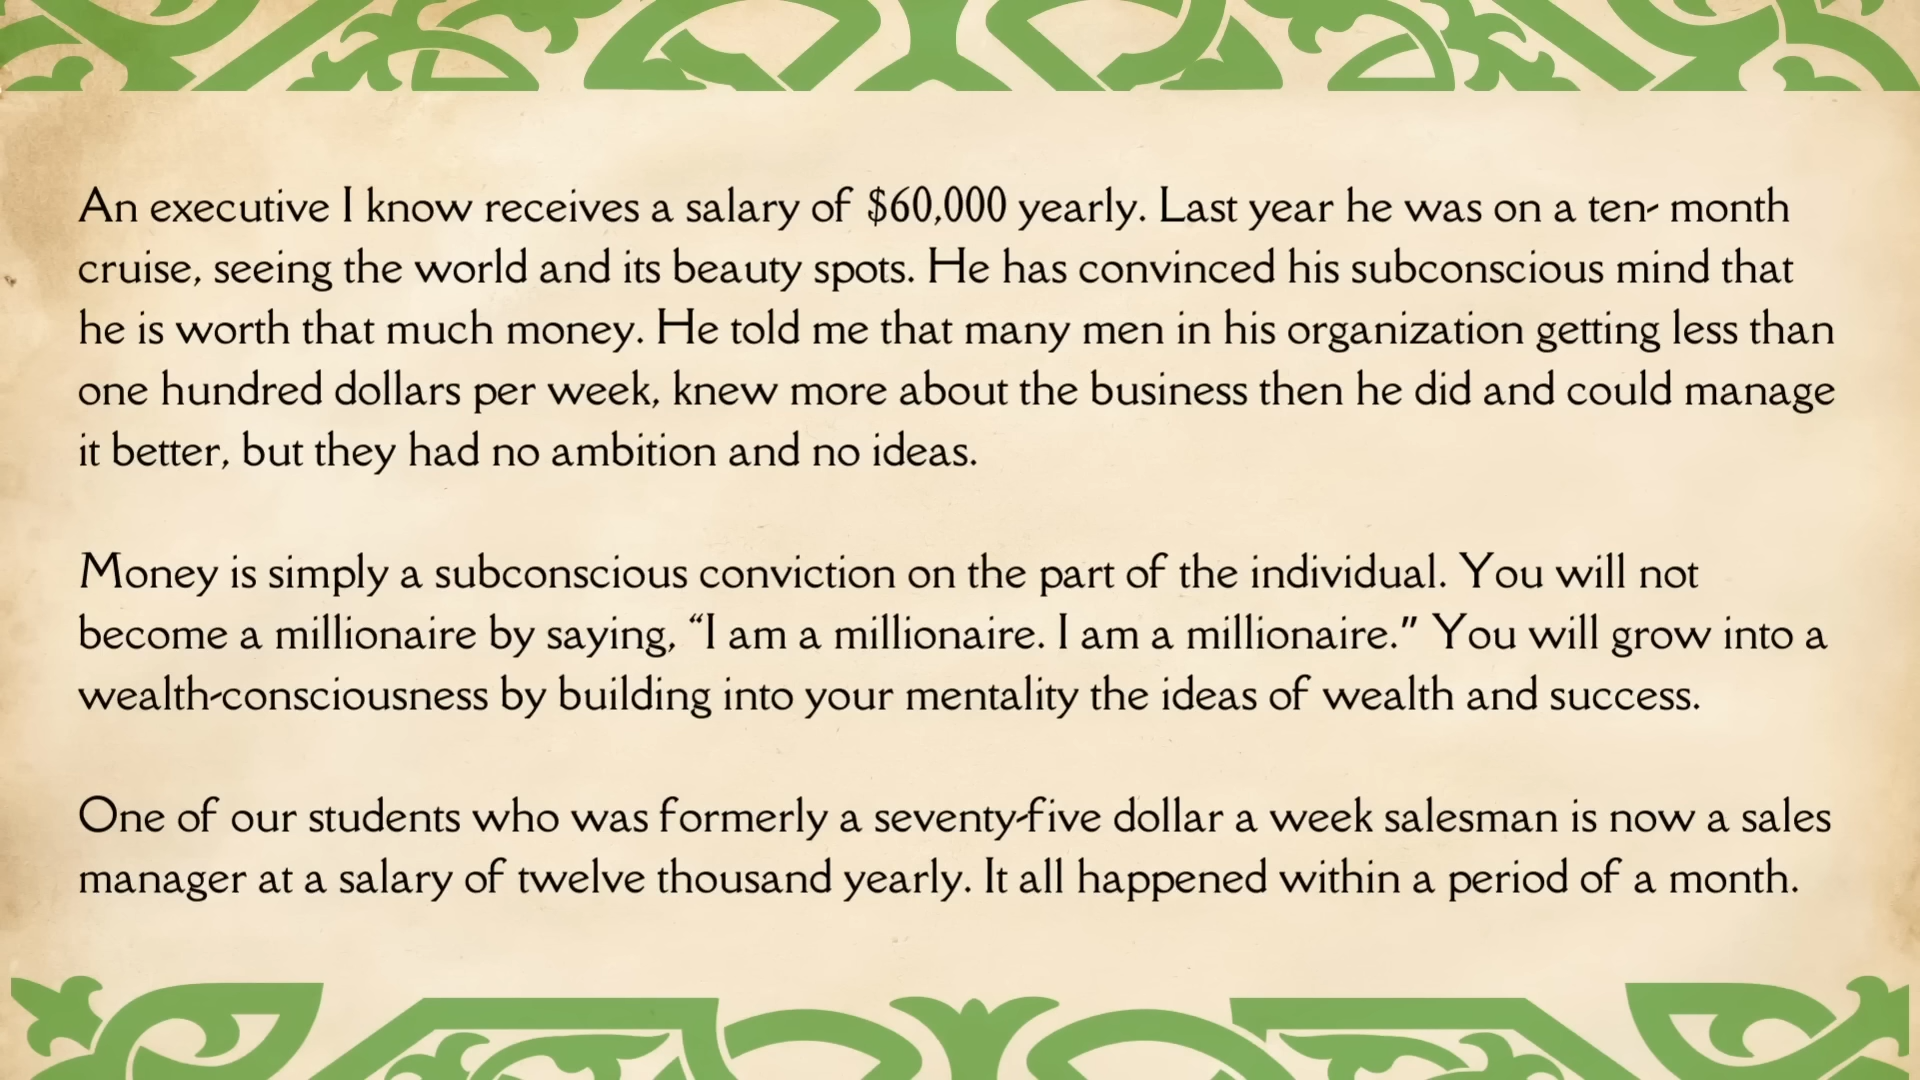 An executive I know receives a salary of $60,000 yearly. Last year he was on a ten- month
cruise, seeing the world and its beauty spots. He has convinced his subconscious mind that
he is worth that much money. He told me that many men in his organization getting less than
one hundred dollars per week, knew more about the business then he did and could manage
it better, but they had no ambition and no ideas.
Money is simply a subconscious conviction on the part of the individual. You will not
become a millionaire by saying, “I am a millionaire. I am a millionaire.” You will grow into a
wealth-consciousness by building into your mentality the ideas of wealth and success.
One of our students who was formerly a seventy-five dollar a week salesman is now a sales
manager at a salary of twelve thousand yearly. It all happened within a period of a month.